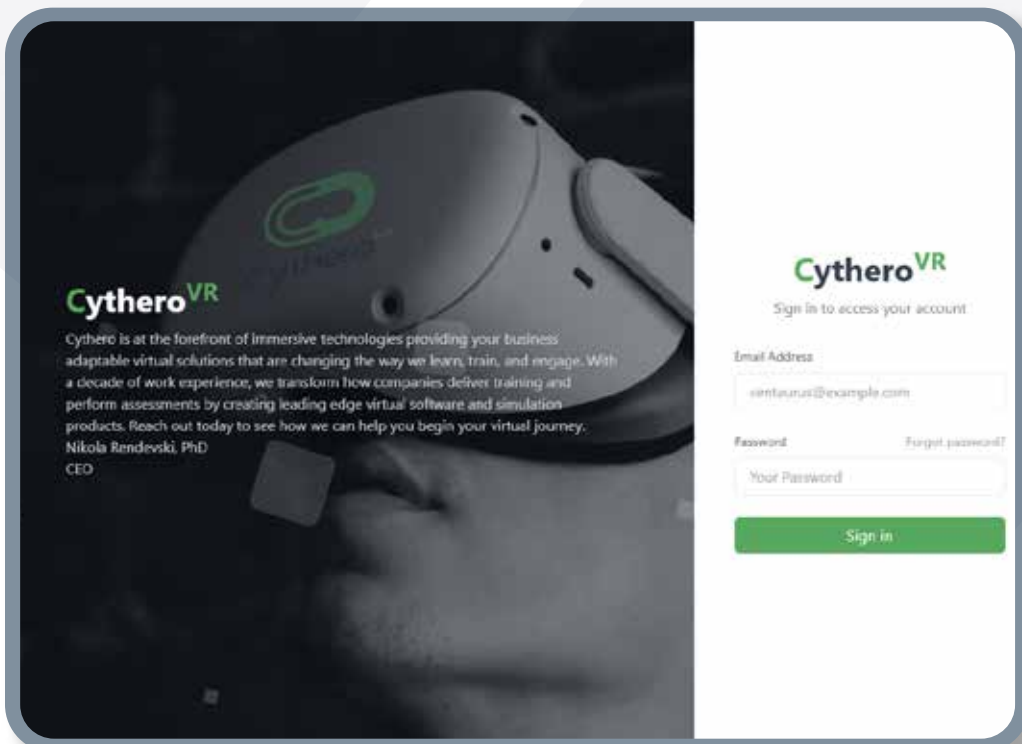 Cythero
CytheroVR
Cythero is at the forefront of immersive technologies providing your business
adaptable virtual solutions that are changing the way we learn, train, and engage. With
a decade of work experience, we transform how companies deliver training and
perform assessments by creating leading edge virtual software and simulation
products. Reach out today to see how we can help you begin your virtual journey.
Nikola Rendevski, PhD
CEO
CytheroVR
Sign in to access your account
Email Address
simtaurus@example.com
Password Forgot password?
Your Password
Sign in